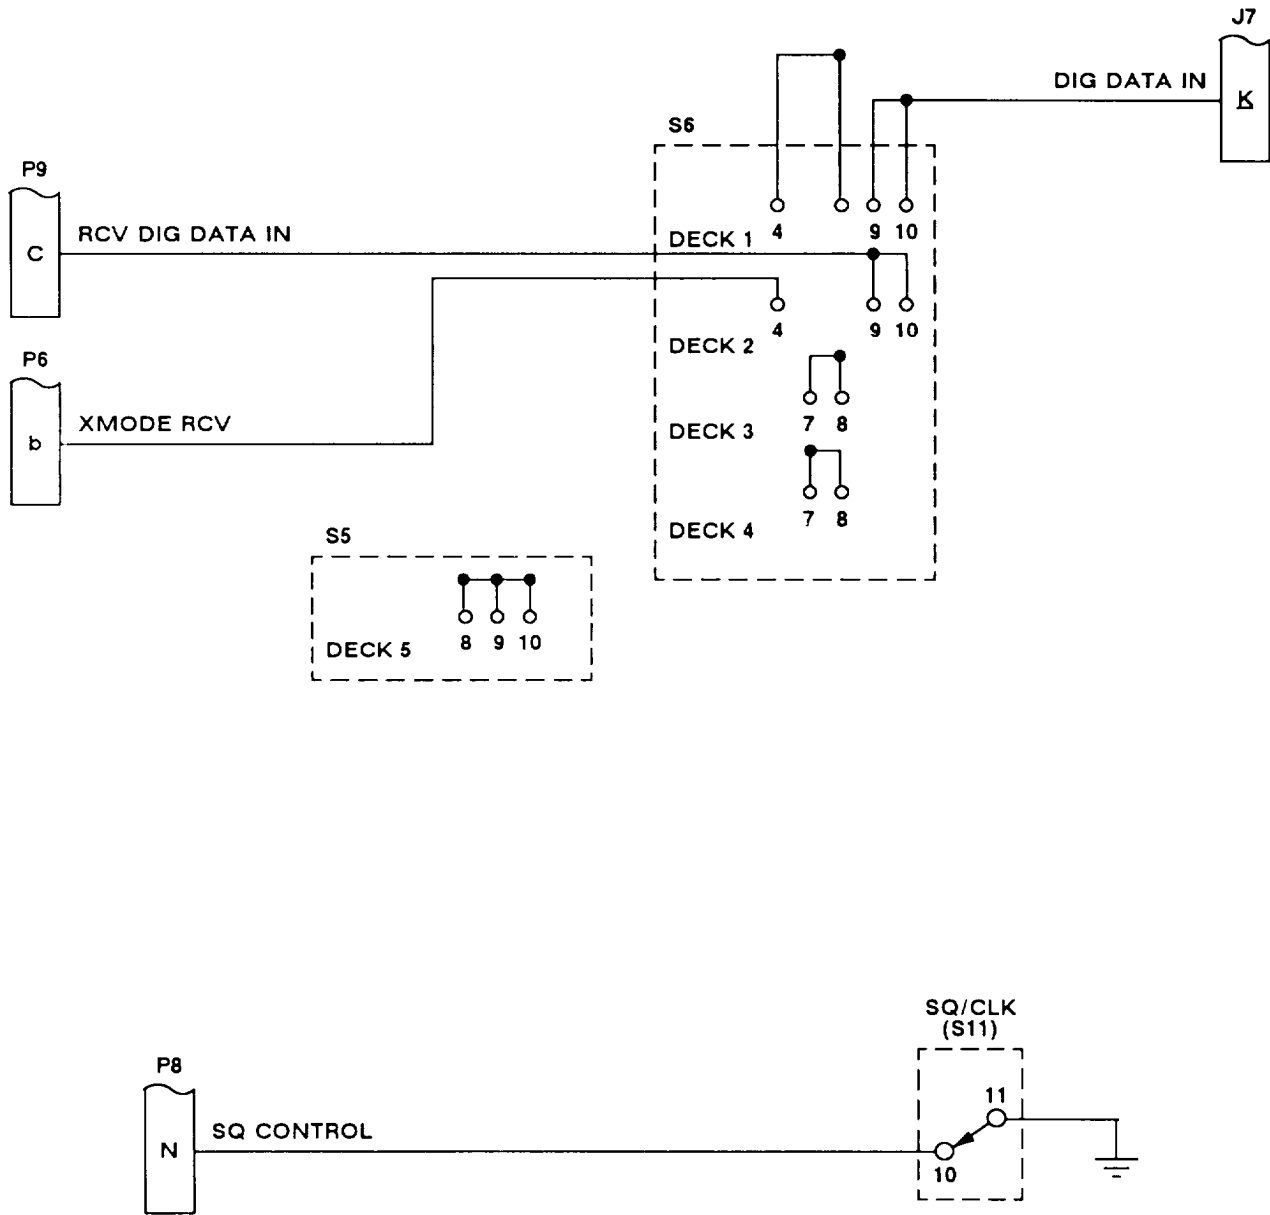 J7
DIG DATA IN
K
S6
P9
4
9
10
RCV DIG DATA IN
DECK 1
C
4
9
10
DECK 2
P6
XMODE RCV
b
7
8
DECK 3
7
8
DECK 4
S5
8
9
10
DECK 5
SQ/CLK
(S11)
P8
11
SQ CONTROL
N
10